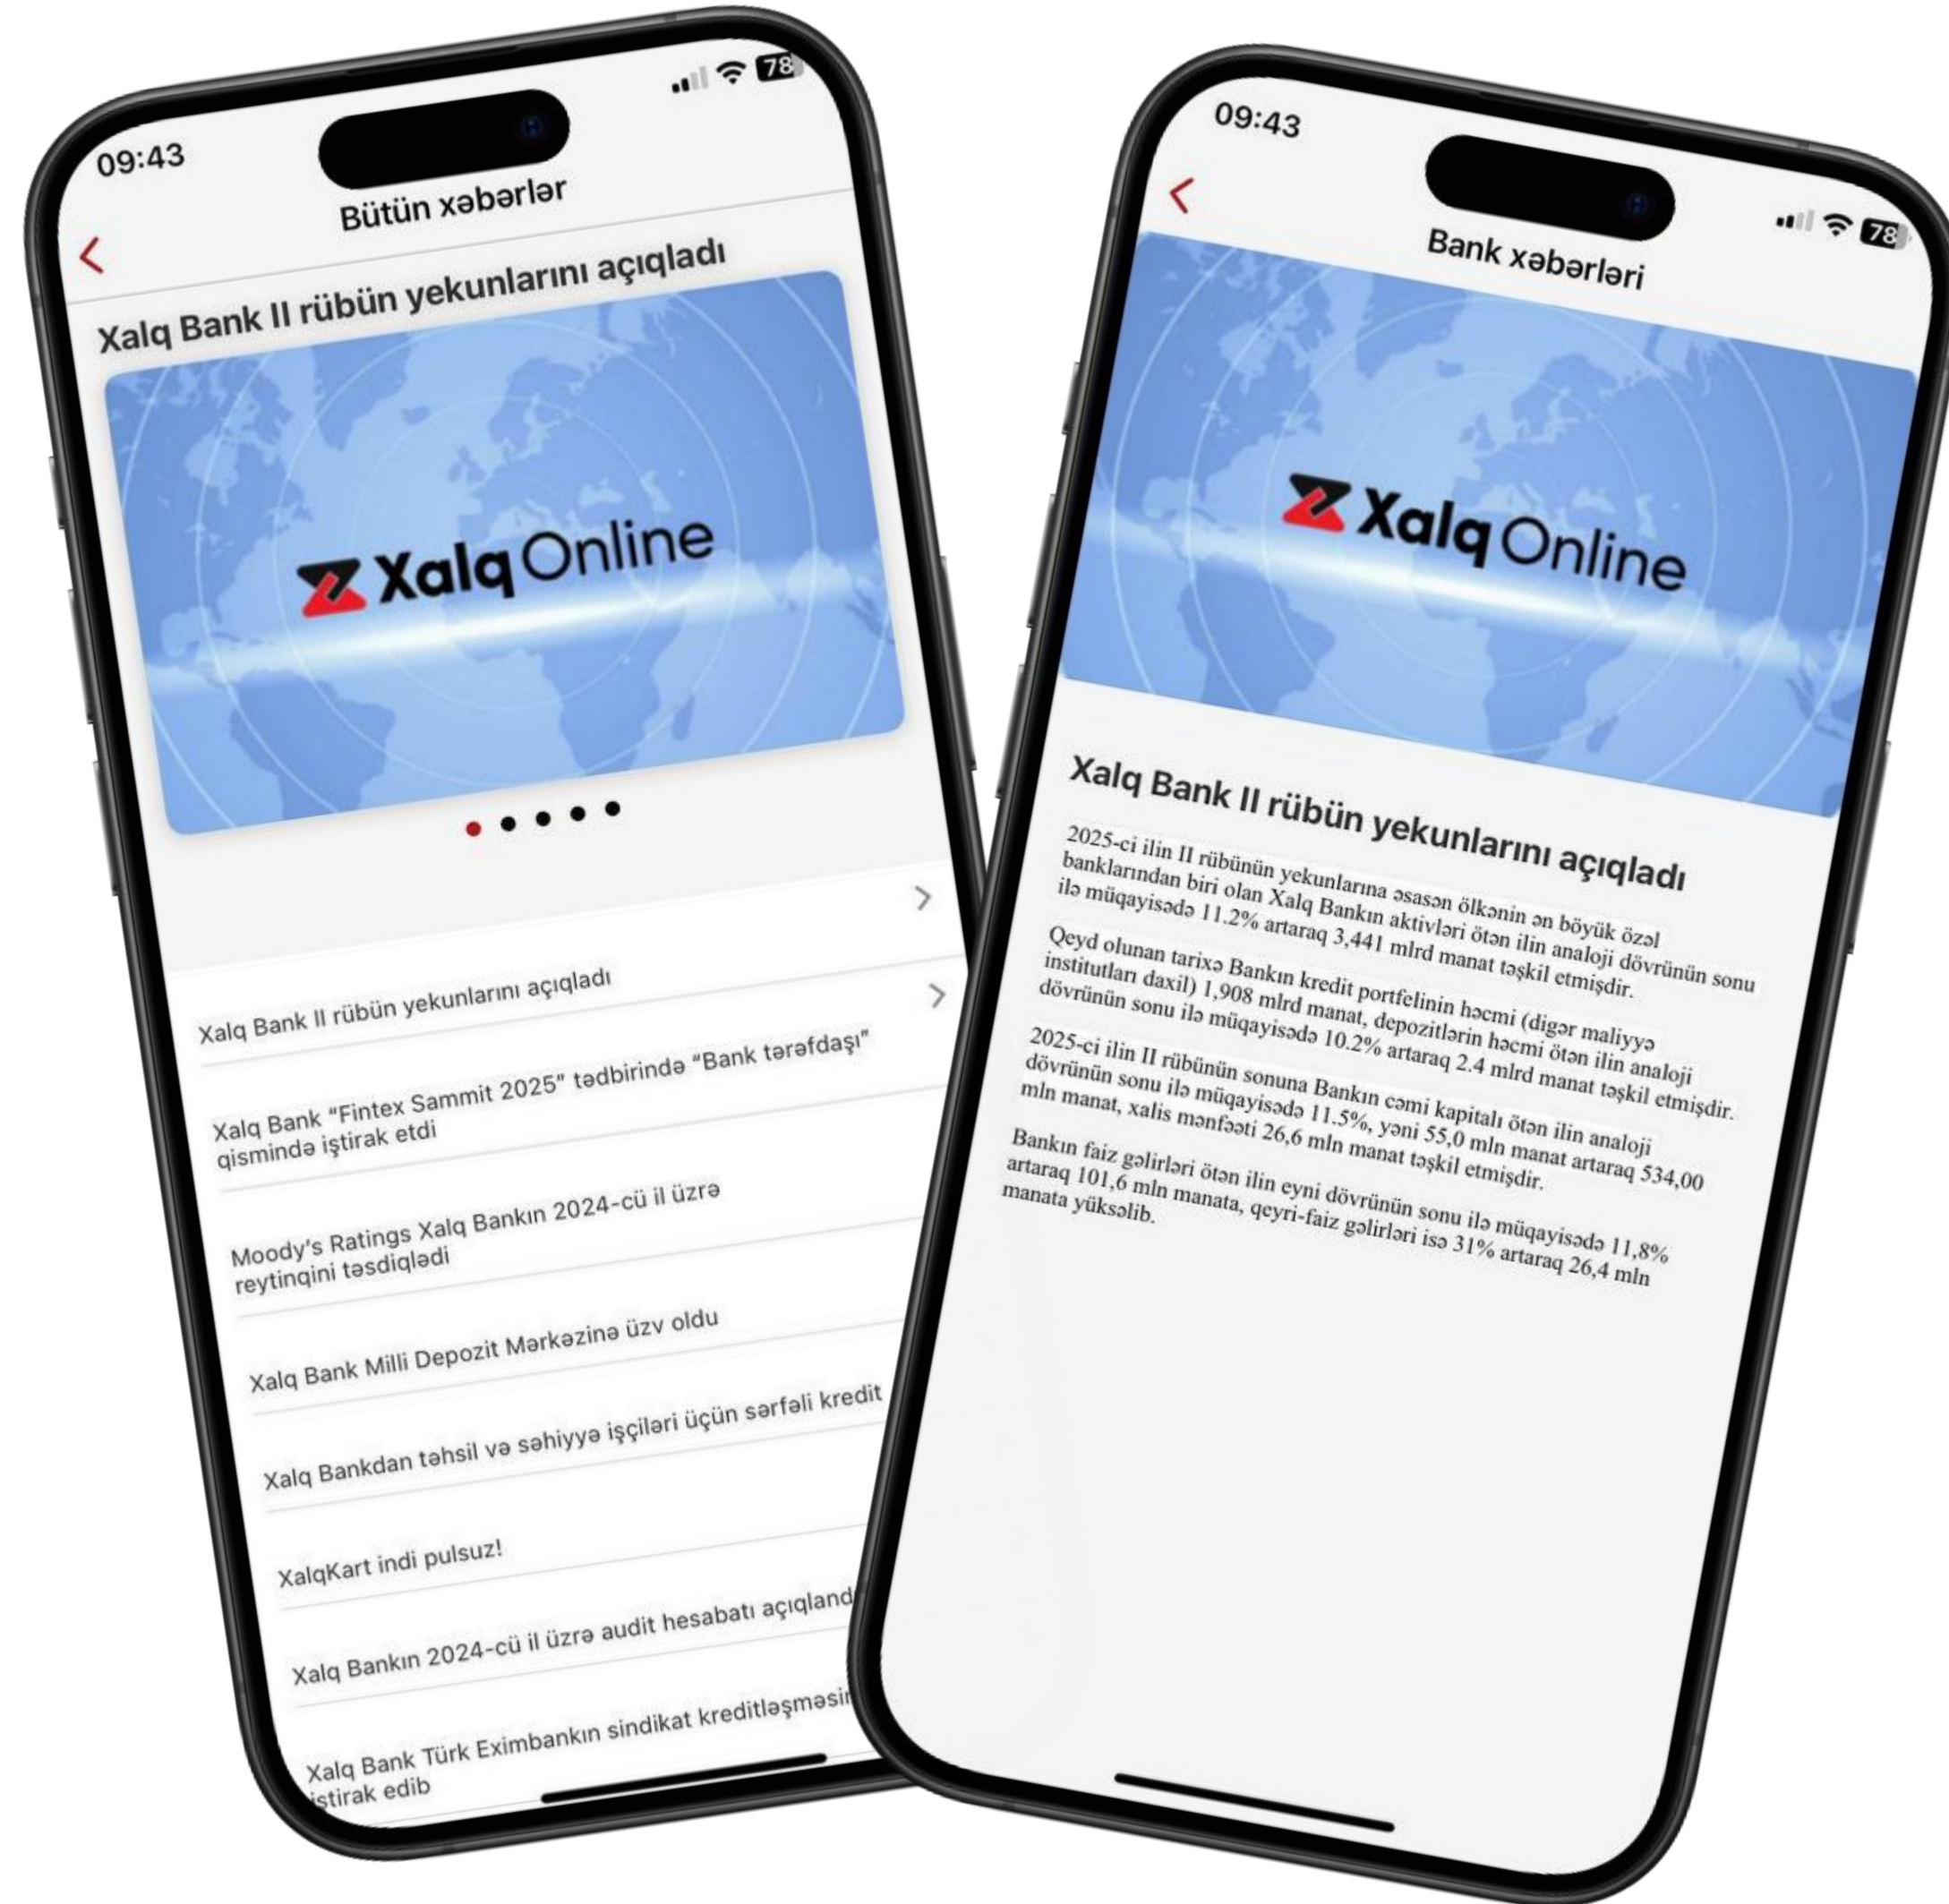 09:43
78
Bütün xəbərlər
Xalq Bank II rübün yekunlarını açıqladı
Xalq Online
Xalq Bank II rübün yekunlarını açıqladı
Xalq Bank "Fintex Sammit 2025" tədbirində "Bank tərəfdaşı"
qismində iştirak etdi
Moody's Ratings Xalq Bankın 2024-cü il üzrə
reytinqini təsdiqlədi
Xalq Bank Milli Depozit Mərkəzinə üzv oldu
Xalq Bankdan təhsil və səhiyyə işçiləri üçün sərfəli kredit
XalqKart indi pulsuz!
Xalq Bankın 2024-cü il üzrə audit hesabatı
Xalq Bank Türk Eximbankın sindikat
iştirak edib
09:43
78
Bank xəbərləri
Xalq Online
Xalq Bank II rübün yekunlarını açıqladı
2025-ci ilin II rübünün yekunlarına əsasən ölkənin ən böyük özəl
banklarından biri olan Xalq Bankın aktivləri ötən ilin analoji dövrünün sonu
ilə müqayisədə 11.2% artaraq 3,441 mlrd manat təşkil etmişdir.
Qeyd olunan tarixə Bankın kredit portfelinin həcmi (digər maliyyə
institutları daxil) 1,908 mlrd manat, depozitlərin həcmi ötən ilin analoji
dövrünün sonu ilə müqayisədə 10.2% artaraq 2.4 mlrd manat təşkil etmişdir.
2025-ci ilin II rübünün sonuna Bankın cəmi kapitalı ötən ilin analoji
dövrünün sonu ilə müqayisədə 11.5%, yəni 55,0 mln manat artaraq 534,00
mln manat, xalis mənfəəti 26,6 mln manat təşkil etmişdir.
Bankın faiz gəlirləri ötən ilin eyni dövrünün sonu ilə müqayisədə 11,8%
artaraq 101,6 mln manata, qeyri-faiz gəlirləri isə 31% artaraq 26,4 mln
manata yüksəlib.